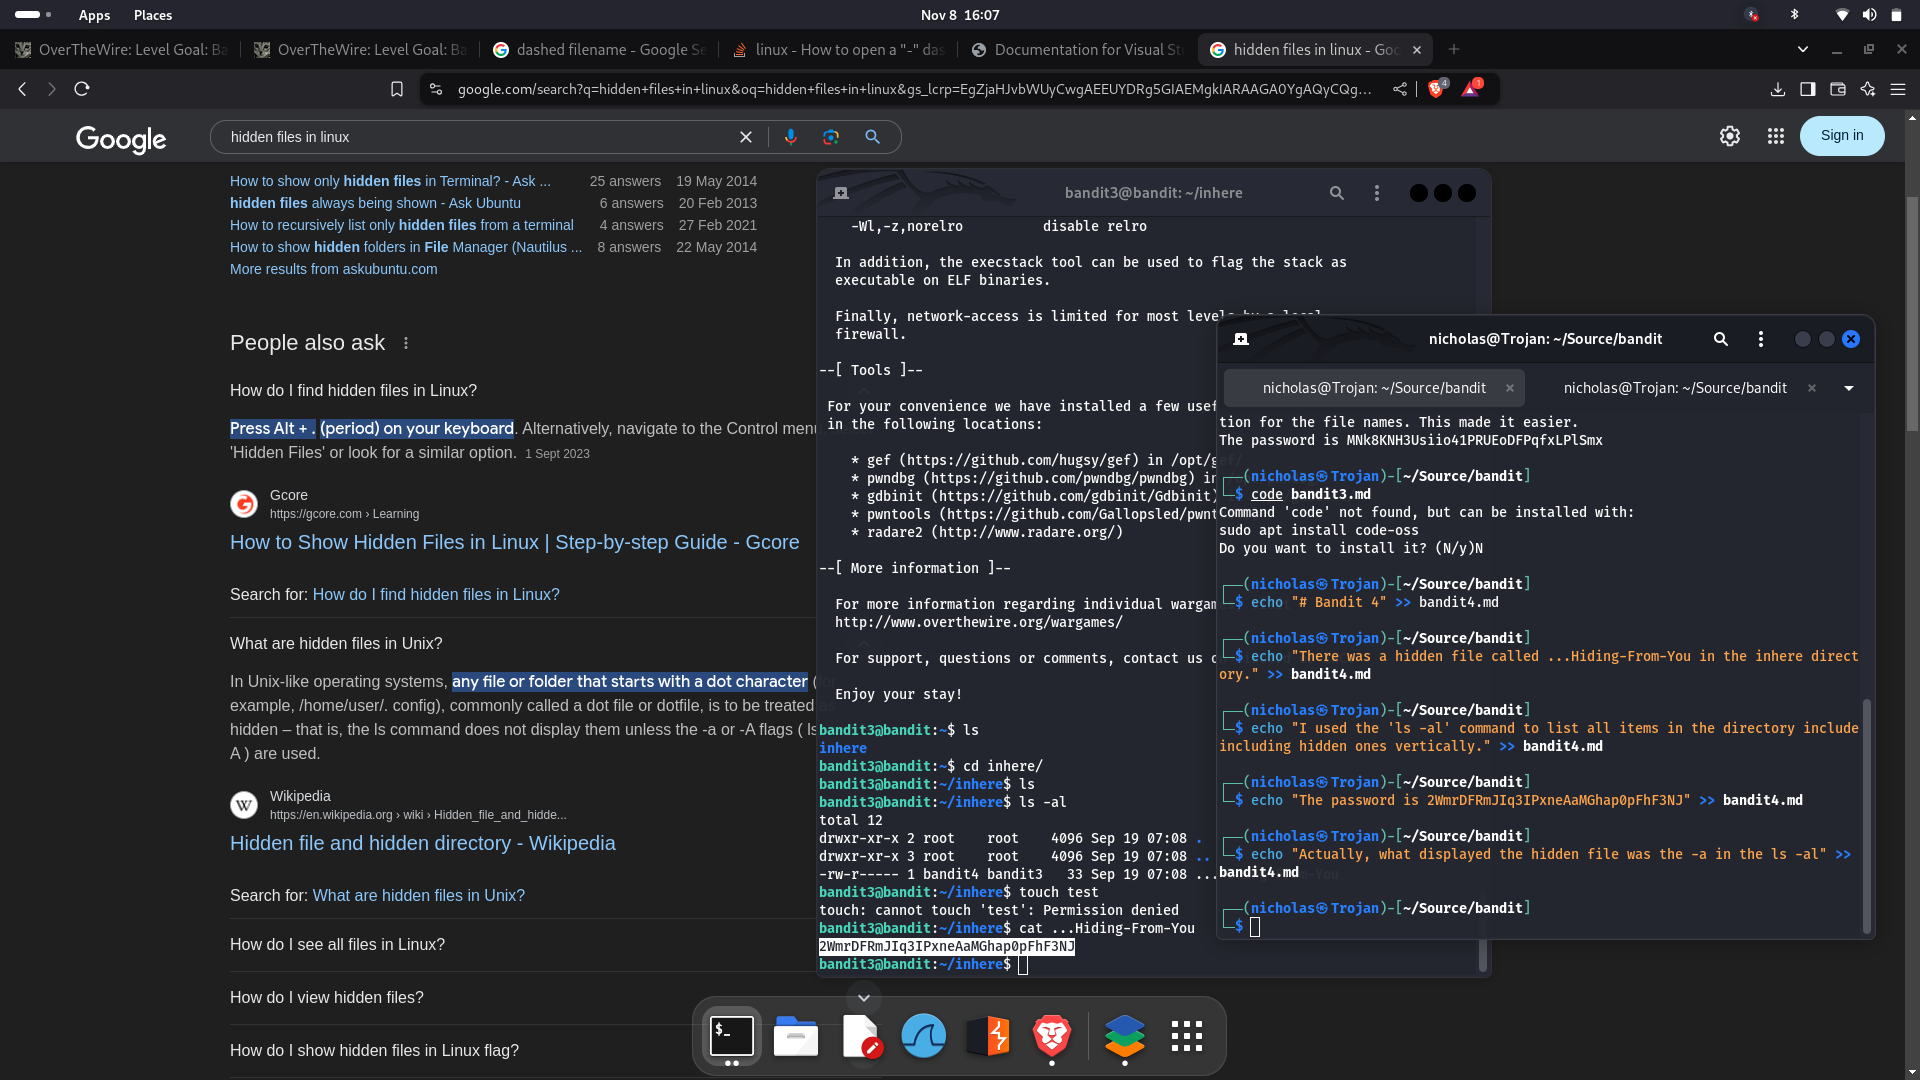 Apps Places
Nov 8 16:07
OverTheWire: Level Goal: Ba
OverTheWire: Level Goal: Ba
dashed filename - Google Se
linux - How to open a "-" das
Documentation for Visual St
hidden files in linux - Goo
google.com/search?q=hidden+files+in+linux&oq=hidden+files+in+linux&gs_lcrp=EgZjaHJvbWUyCwgAEEUYDRg5GIAEMgkIARAAGA0YgAQyCQg...
4
1
Google
hidden files in linux
Sign in
How to show only hidden files in Terminal? - Ask ... 25 answers 19 May 2014
hidden files always being shown - Ask Ubuntu 6 answers 20 Feb 2013
How to recursively list only hidden files from a terminal 4 answers 27 Feb 2021
How to show hidden folders in File Manager (Nautilus ... 8 answers 22 May 2014
More results from askubuntu.com
People also ask
How do I find hidden files in Linux?
Press Alt + . (period) on your keyboard. Alternatively, navigate to the Control menu,
'Hidden Files' or look for a similar option. 1 Sept 2023
Gcore
https://gcore.com › Learning
How to Show Hidden Files in Linux | Step-by-step Guide - Gcore
Search for: How do I find hidden files in Linux?
What are hidden files in Unix?
In Unix-like operating systems, any file or folder that starts with a dot character (for
example, /home/user/. config), commonly called a dot file or dotfile, is to be treated as
hidden – that is, the ls command does not display them unless the -a or -A flags ( ls
A ) are used.
Wikipedia
https://en.wikipedia.org › wiki › Hidden_file_and_hidde...
Hidden file and hidden directory - Wikipedia
Search for: What are hidden files in Unix?
How do I see all files in Linux?
How do I view hidden files?
How do I show hidden files in Linux flag?
bandit3@bandit: ~/inhere
-Wl,-z,norelro disable relro
In addition, the execstack tool can be used to flag the stack as
executable on ELF binaries.
Finally, network-access is limited for most levels by a local
firewall.
--[ Tools ]--
For your convenience we have installed a few usef
in the following locations:
* gef (https://github.com/hugsy/gef) in /opt/gef/
* pwndbg (https://github.com/pwndbg/pwndbg) in
* gdbinit (https://github.com/gdbinit/Gdbinit)
* pwntools (https://github.com/Gallopsled/pwnt
* radare2 (http://www.radare.org/)
--[ More information ]--
For more information regarding individual wargam
http://www.overthewire.org/wargames/
For support, questions or comments, contact us o
Enjoy your stay!
bandit3@bandit:~$ ls
inhere
bandit3@bandit:~$ cd inhere/
bandit3@bandit:~/inhere$ ls
bandit3@bandit:~/inhere$ ls -al
total 12
drwxr-xr-x 2 root root 4096 Sep 19 07:08 .
drwxr-xr-x 3 root root 4096 Sep 19 07:08 ..
-rw-r----- 1 bandit4 bandit3 33 Sep 19 07:08 ...
bandit3@bandit:~/inhere$ touch test
touch: cannot touch 'test': Permission denied
bandit3@bandit:~/inhere$ cat ...Hiding-From-You
2WmrDFRmJIq3IPxneAaMGhap0pFhF3NJ
bandit3@bandit:~/inhere$
nicholas@Trojan: ~/Source/bandit
nicholas@Trojan: ~/Source/bandit
nicholas@Trojan: ~/Source/bandit
tion for the file names. This made it easier.
The password is MNk8KNH3Usiio41PRUEoDFPqfxLPlSmx
┌──(nicholas㉿Trojan)-[~/Source/bandit]
└─$ code bandit3.md
Command 'code' not found, but can be installed with:
sudo apt install code-oss
Do you want to install it? (N/y)N
┌──(nicholas㉿Trojan)-[~/Source/bandit]
└─$ echo "# Bandit 4" >> bandit4.md
┌──(nicholas㉿Trojan)-[~/Source/bandit]
└─$ echo "There was a hidden file called ...Hiding-From-You in the inhere direct
ory." >> bandit4.md
┌──(nicholas㉿Trojan)-[~/Source/bandit]
└─$ echo "I used the 'ls -al' command to list all items in the directory include
including hidden ones vertically." >> bandit4.md
┌──(nicholas㉿Trojan)-[~/Source/bandit]
└─$ echo "The password is 2WmrDFRmJIq3IPxneAaMGhap0pFhF3NJ" >> bandit4.md
┌──(nicholas㉿Trojan)-[~/Source/bandit]
└─$ echo "Actually, what displayed the hidden file was the -a in the ls -al" >>
bandit4.md
┌──(nicholas㉿Trojan)-[~/Source/bandit]
└─$
$_